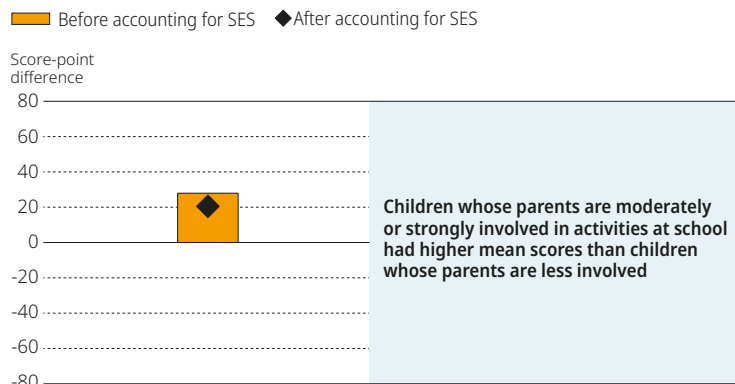 Before accounting for SES
After accounting for SES
Score-point
difference
80
60
40
20
0
-20
-40
-60
-80
Children whose parents are moderately
or strongly involved in activities at school
had higher mean scores than children
whose parents are less involved